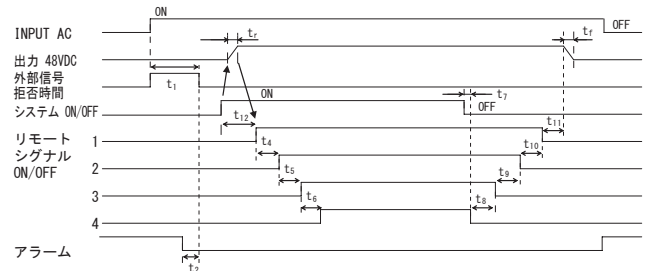 ON
INPUT AC
OFF
tr
tf
出力 48VDC
外部信号
拒否時間
t1
t7
システム ON/OFF
ON
OFF
t12
t11
リモート
シグナル
ON/OFF
1
t4
t10
2
t5
t9
3
t6
t8
4
アラーム
t2